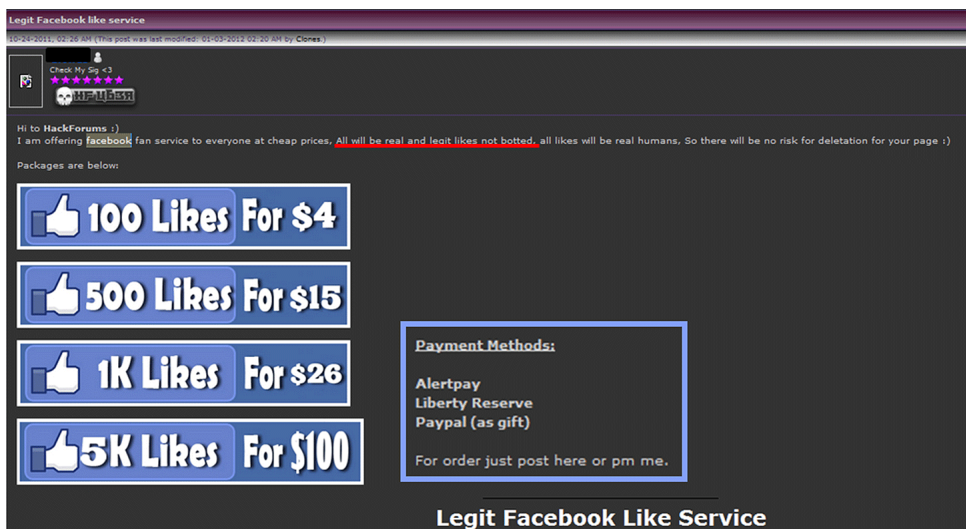 Legit Facebook like service
10-24-2011, 02:26 AM (This post was last modified: 01-03-2012 02:20 AM by Clones.)
Check My Sig <3
HF UBER
Hi to HackForums :)
I am offering facebook fan service to everyone at cheap prices, All will be real and legit likes not botted, all likes will be real humans, So there will be no risk for deletation for your page :)
Packages are below:
100 Likes For $4
500 Likes For $15
1K Likes For $26
5K Likes For $100
Payment Methods:
Alertpay
Liberty Reserve
Paypal (as gift)
For order just post here or pm me.
Legit Facebook Like Service